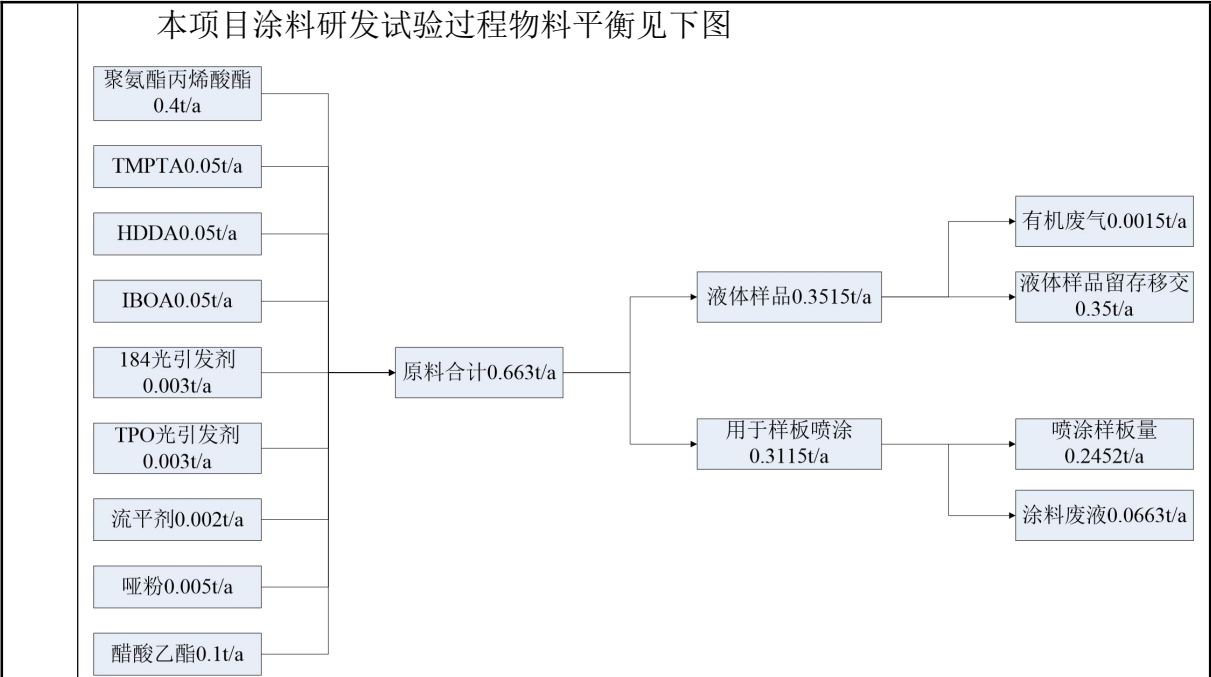 本项目涂料研发试验过程物料平衡见下图
聚氨酯丙烯酸酯
0.4t/a
TMPTA0.05t/a
HDDA0.05t/a
IBOA0.05t/a
184光引发剂
0.003t/a
TPO光引发剂
0.003t/a
流平剂0.002t/a
哑粉0.005t/a
醋酸乙酯0.1t/a
原料合计0.663t/a
液体样品0.3515t/a
用于样板喷涂
0.3115t/a
有机废气0.0015t/a
液体样品留存移交
0.35t/a
喷涂样板量
0.2452t/a
涂料废液0.0663t/a